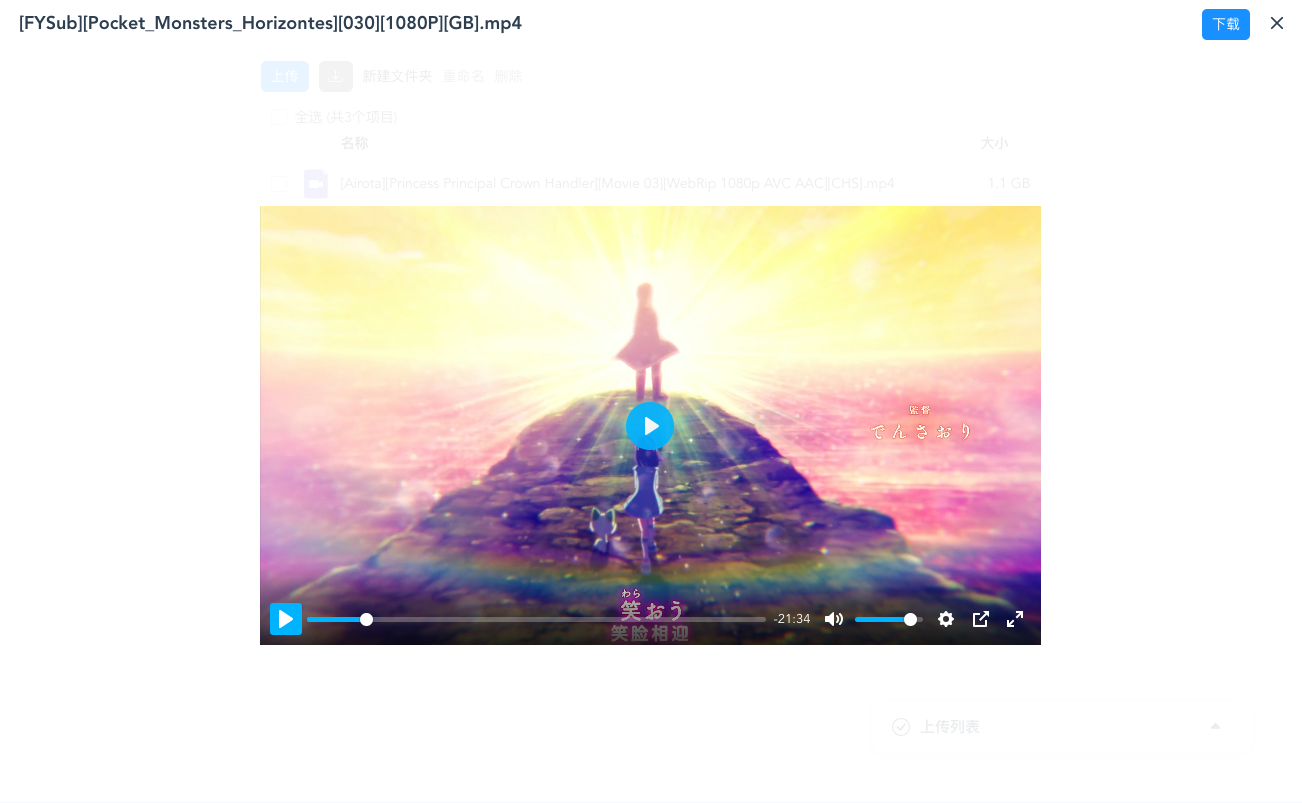 [FYSub][Pocket_Monsters_Horizontes][030][1080P][GB].mp4
下载
上传 新建文件夹 重命名 删除
全选 (共3个项目)
名称 大小
[Airota][Princess Principal Crown Handler][Movie 03][WebRip 1080p AVC AAC][CHS].mp4 1.1 GB
監督
でんさおり
わら
笑おう
笑脸相迎
-21:34
上传列表